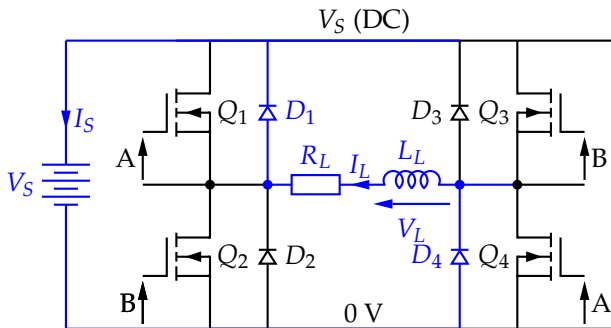 V_S (DC)
I_S
Q_1
D_1
D_3
Q_3
A
R_L
I_L
L_L
B
V_S
V_L
Q_2
D_2
D_4
Q_4
B
0 V
A